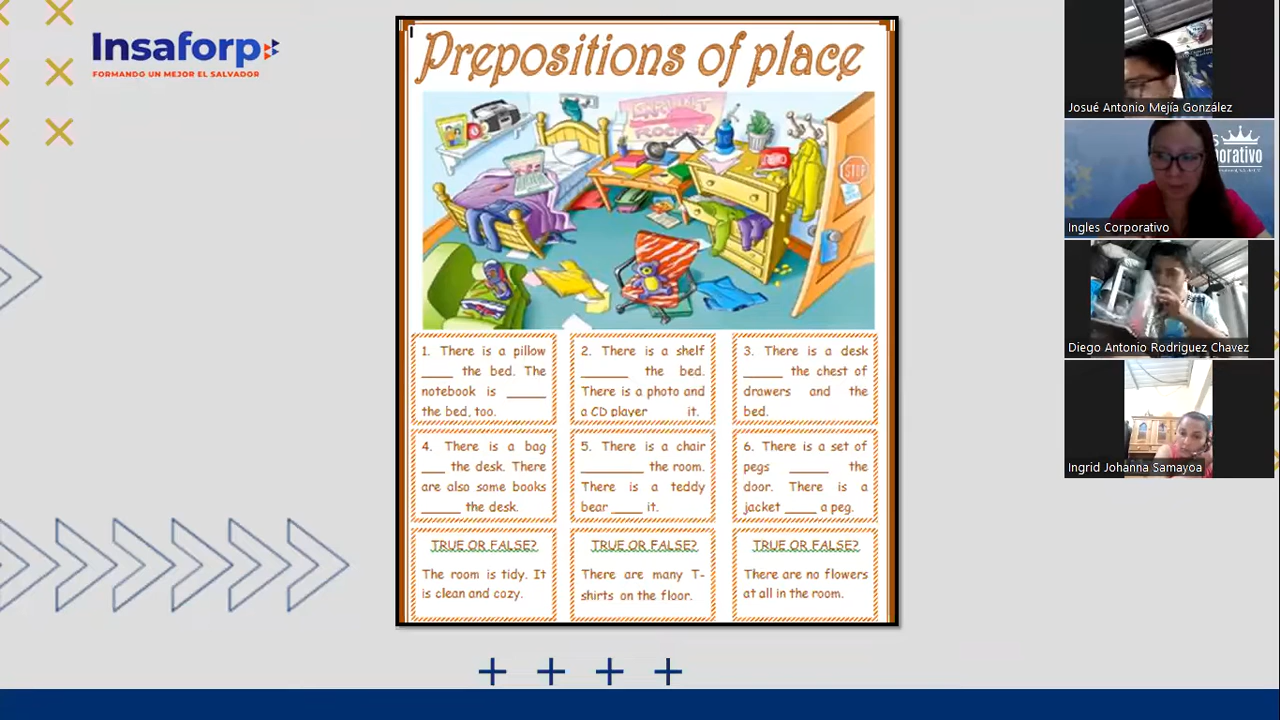 Insaforp
FORMANDO UN MEJOR EL SALVADOR
Prepositions of place
ROCKS!
STOP
1. There is a pillow
____ the bed. The
notebook is _____
the bed, too.
2. There is a shelf
______ the bed.
There is a photo and
a CD player it.
3. There is a desk
_____ the chest of
drawers and the
bed.
4. There is a bag
___ the desk. There
are also some books
_____ the desk.
5. There is a chair
________ the room.
There is a teddy
bear ____ it.
6. There is a set of
pegs _____ the
door. There is a
jacket ____ a peg.
TRUE OR FALSE?
The room is tidy. It
is clean and cozy.
TRUE OR FALSE?
There are many T-
shirts on the floor.
TRUE OR FALSE?
There are no flowers
at all in the room.
Josué Antonio Mejía González
Ingles Corporativo
Diego Antonio Rodriguez Chavez
Ingrid Johanna Samayoa